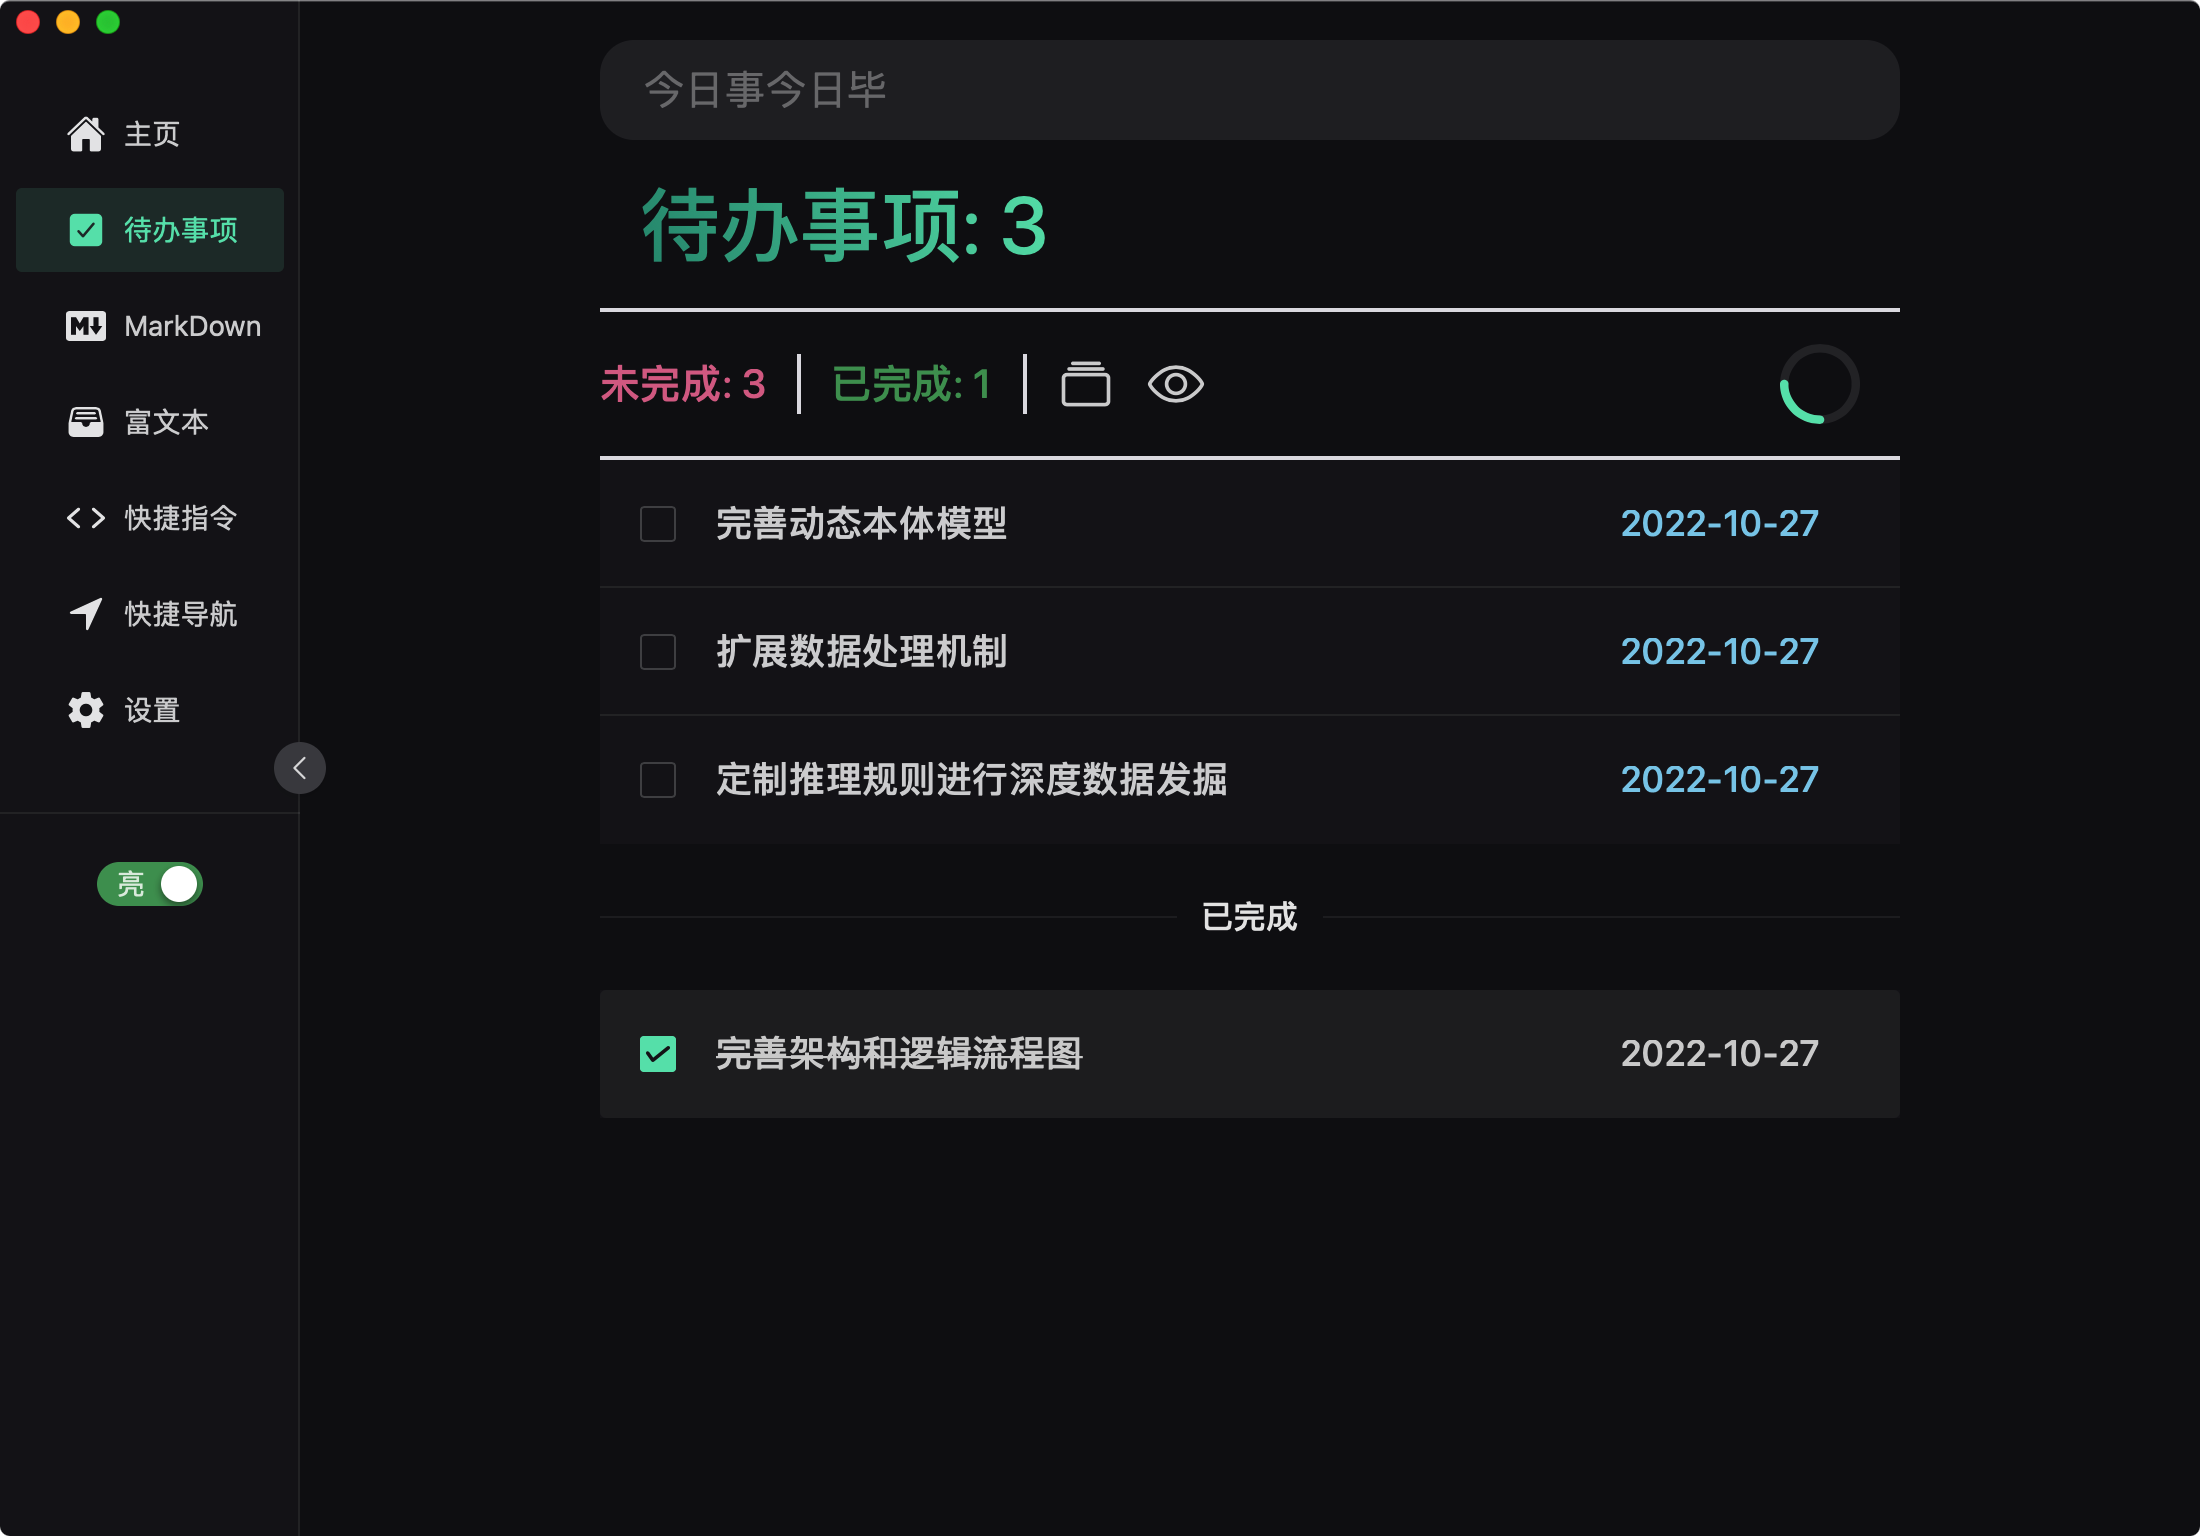 主页
待办事项
MarkDown
富文本
快捷指令
快捷导航
设置
亮
今日事今日毕
待办事项: 3
未完成: 3 已完成: 1
完善动态本体模型 2022-10-27
扩展数据处理机制 2022-10-27
定制推理规则进行深度数据发掘 2022-10-27
已完成
完善架构和逻辑流程图 2022-10-27